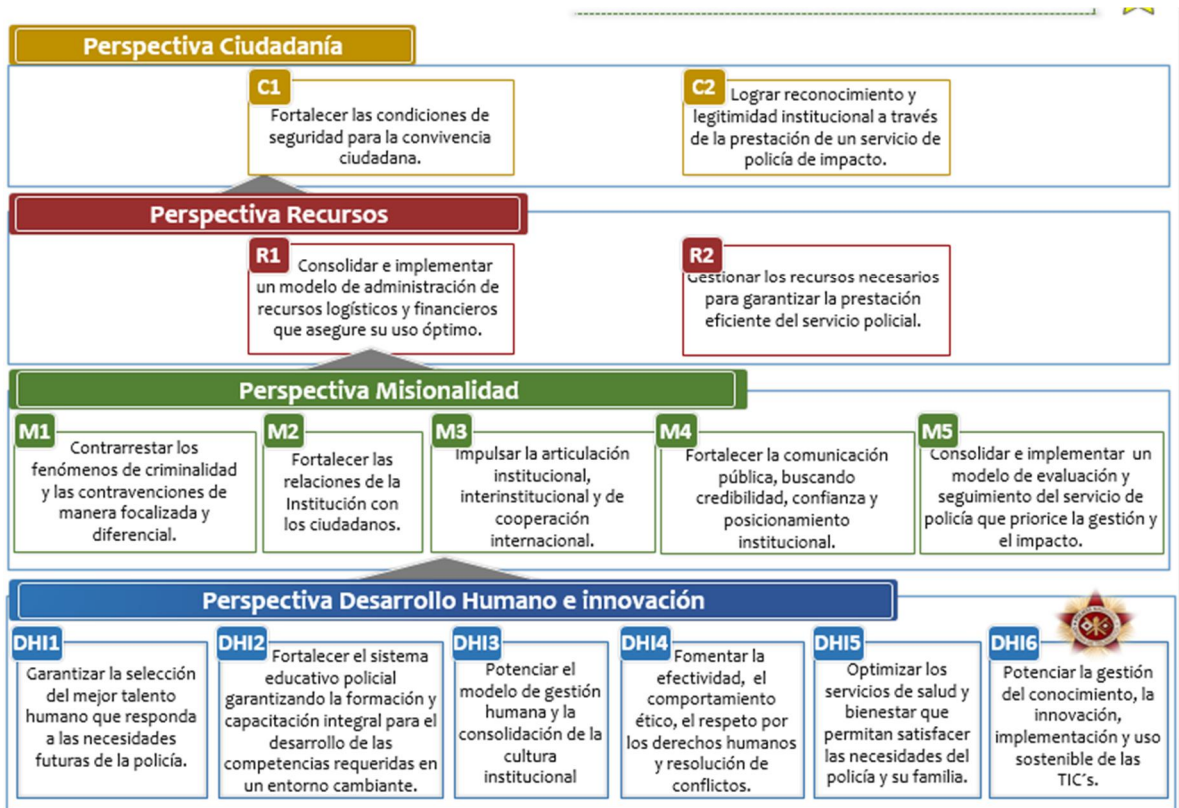 Perspectiva Ciudadanía
C1
Fortalecer las condiciones de
seguridad para la convivencia
ciudadana.
C2
Lograr reconocimiento y
legitimidad institucional a través
de la prestación de un servicio de
policía de impacto.
Perspectiva Recursos
R1
Consolidar e implementar
un modelo de administración de
recursos logísticos y financieros
que asegure su uso óptimo.
R2
Gestionar los recursos necesarios
para garantizar la prestación
eficiente del servicio policial.
Perspectiva Misionalidad
M1
Contrarrestar los
fenómenos de criminalidad
y las contravenciones de
manera focalizada y
diferencial.
M2
Fortalecer las
relaciones de la
Institución con
los ciudadanos.
M3
Impulsar la articulación
institucional,
interinstitucional y de
cooperación
internacional.
M4
Fortalecer la comunicación
pública, buscando
credibilidad, confianza y
posicionamiento
institucional.
M5
Consolidar e implementar un
modelo de evaluación y
seguimiento del servicio de
policía que priorice la gestión y
el impacto.
Perspectiva Desarrollo Humano e innovación
DHI1
Garantizar la selección
del mejor talento
humano que responda
a las necesidades
futuras de la policía.
DHI2
Fortalecer el sistema
educativo policial
garantizando la formación y
capacitación integral para el
desarrollo de las
competencias requeridas en
un entorno cambiante.
DHI3
Potenciar el
modelo de gestión
humana y la
consolidación de la
cultura
institucional
DHI4
Fomentar la
efectividad, el
comportamiento
ético, el respeto por
los derechos humanos
y resolución de
conflictos.
DHI5
Optimizar los
servicios de salud y
bienestar que
permitan satisfacer
las necesidades del
policía y su familia.
DHI6
Potenciar la gestión
del conocimiento, la
innovación,
implementación y uso
sostenible de las
TIC´s.